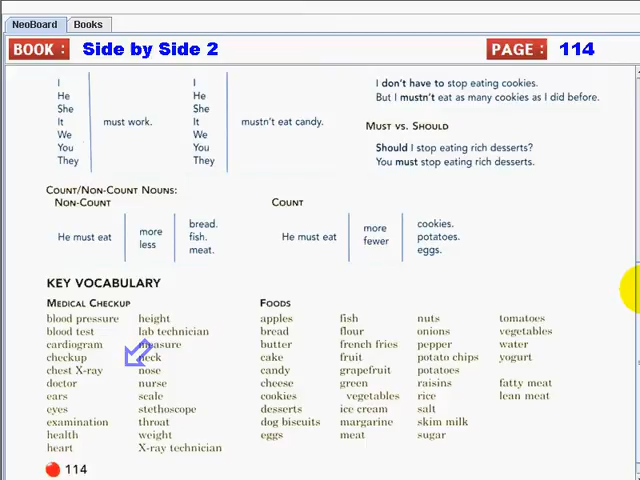 NeoBoard Books
BOOK : Side by Side 2 PAGE : 114
I
He
She
It
We
You
They
must work.
I
He
She
It
We
You
They
mustn't eat candy.
I don't have to stop eating cookies.
But I mustn't eat as many cookies as I did before.
MUST VS. SHOULD
Should I stop eating rich desserts?
You must stop eating rich desserts.
COUNT/NON-COUNT NOUNS:
NON-COUNT
He must eat
more
less
bread.
fish.
meat.
COUNT
He must eat
more
fewer
cookies.
potatoes.
eggs.
KEY VOCABULARY
MEDICAL CHECKUP
blood pressure
blood test
cardiogram
checkup
chest X-ray
doctor
ears
eyes
examination
health
heart
height
lab technician
measure
neck
nose
nurse
scale
stethoscope
throat
weight
X-ray technician
FOODS
apples
bread
butter
cake
candy
cheese
cookies
desserts
dog biscuits
eggs
fish
flour
french fries
fruit
grapefruit
green
vegetables
ice cream
margarine
meat
nuts
onions
pepper
potato chips
potatoes
raisins
rice
salt
skim milk
sugar
tomatoes
vegetables
water
yogurt
fatty meat
lean meat
114